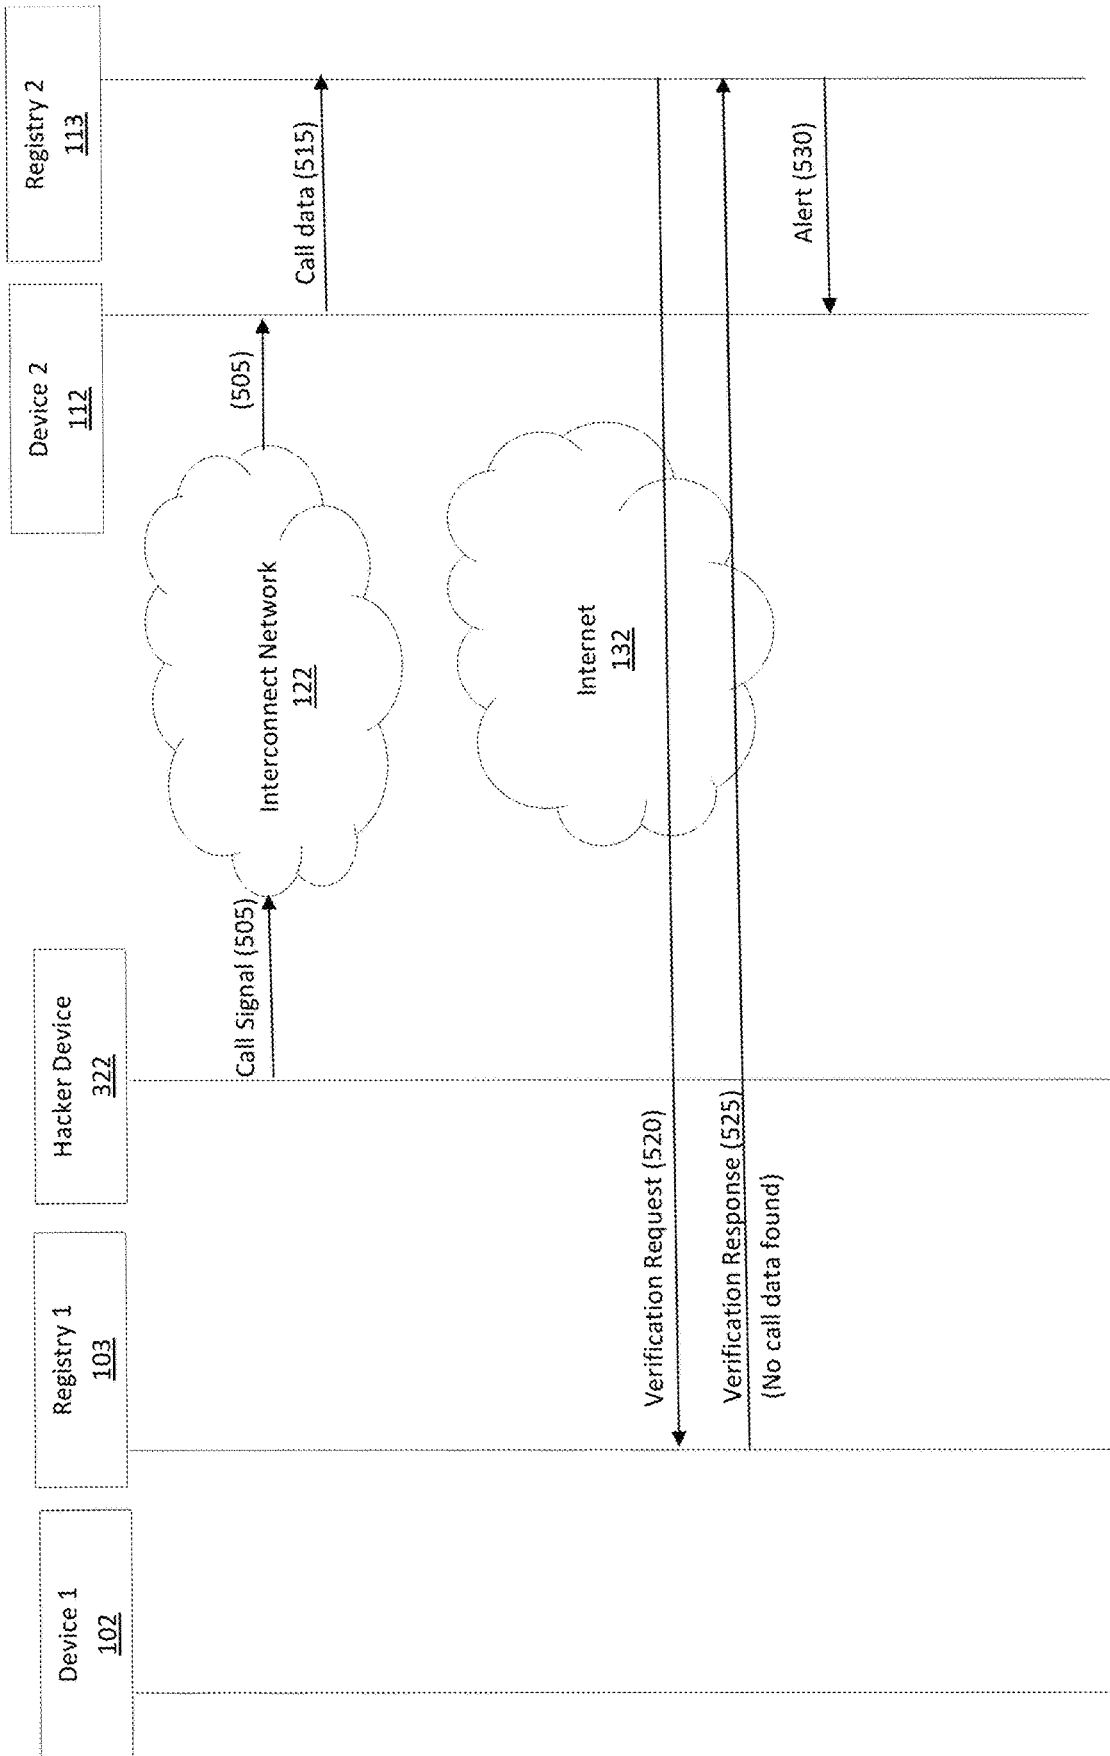 Device 1
102
Registry 1
103
Hacker Device
322
Device 2
112
Registry 2
113
Call Signal (505)
Interconnect Network
122
(505)
Call data (515)
Internet
132
Verification Request (520)
Verification Response (525)
(No call data found)
Alert (530)